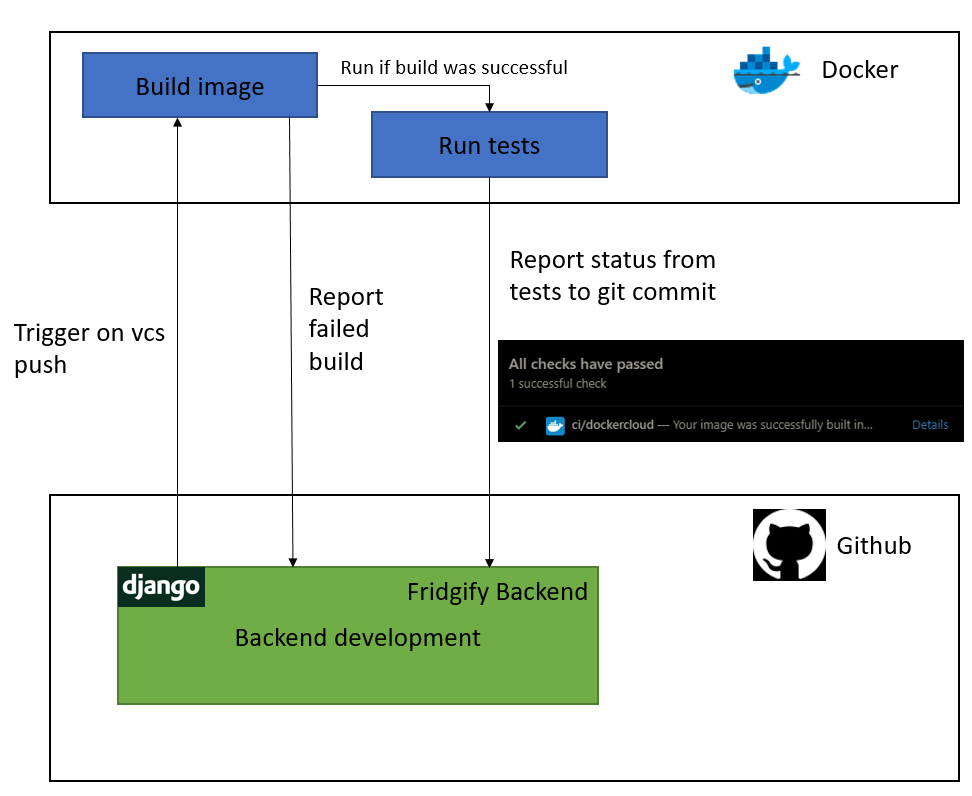 Build image
Run if build was successful
Docker
Run tests
Report status from
tests to git commit
Report
failed
build
Trigger on vcs
push
All checks have passed
1 successful check
ci/dockercloud — Your image was successfully built in...
Details
Github
django
Fridgify Backend
Backend development